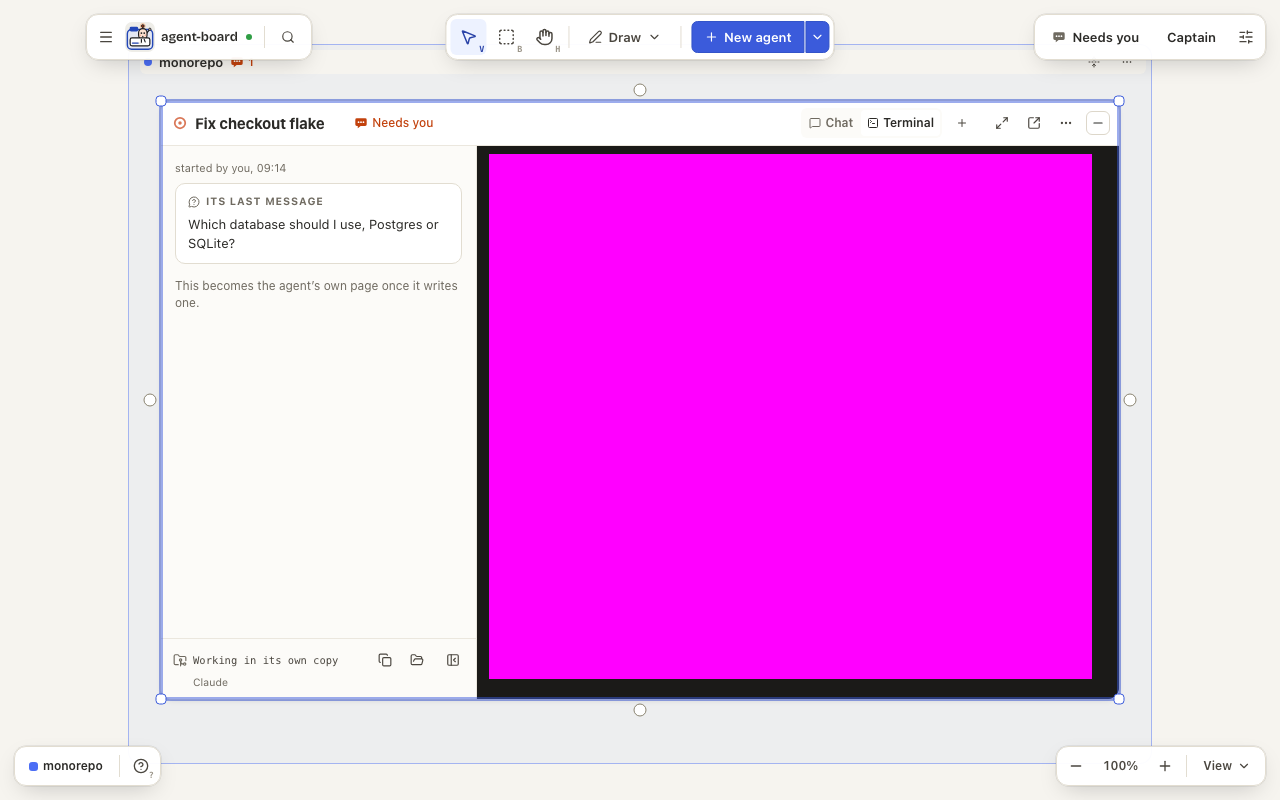 agent-board
V
B
H
Draw
New agent
Needs you
Captain
monorepo
1
Fix checkout flake
Needs you
Chat
Terminal
started by you, 09:14
ITS LAST MESSAGE
Which database should I use, Postgres or
SQLite?
This becomes the agent's own page once it writes
one.
Working in its own copy
Claude
monorepo
?
100%
View